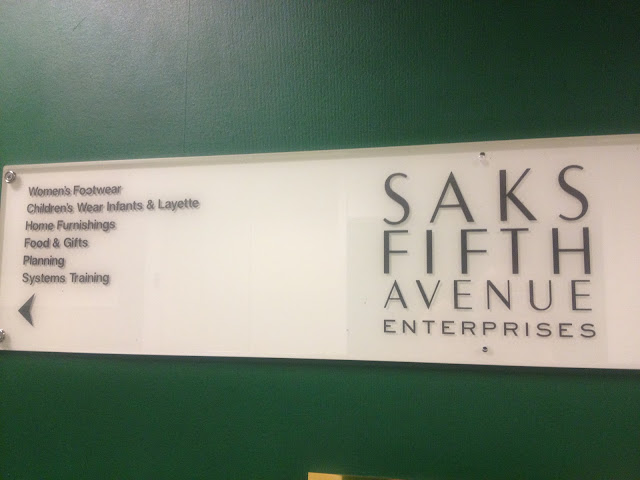 Women's Footwear
Children's Wear Infants & Layette
Home Furnishings
Food & Gifts
Planning
Systems Training
SAKS
FIFTH
AVENUE
ENTERPRISES